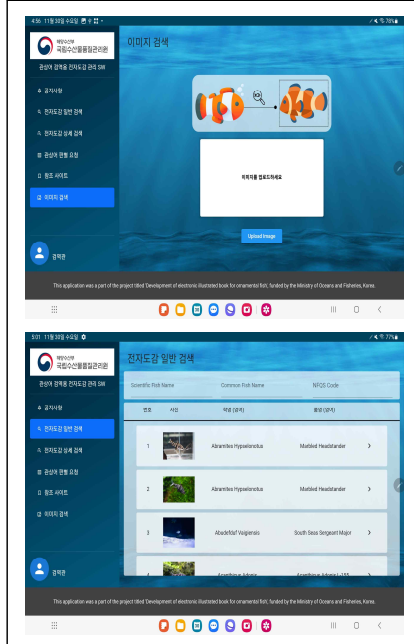 4:56 11월 30일 수요일
78%
해양수산부
국립수산물품질관리원
관상어 검역용 전자도감 관리 SW
공지사항
전자도감 일반 검색
전자도감 상세 검색
관상어 판별 요청
참조 사이트
이미지 검색
검역관
이미지 검색
이미지를 업로드하세요
Upload Image
This application was a part of the project titled 'Development of electronic illustrated book for ornamental fish', funded by the Ministry of Oceans and Fisheries, Korea.
5:01 11월 30일 수요일
77%
해양수산부
국립수산물품질관리원
관상어 검역용 전자도감 관리 SW
공지사항
전자도감 일반 검색
전자도감 상세 검색
관상어 판별 요청
참조 사이트
이미지 검색
검역관
전자도감 일반 검색
Scientific Fish Name Common Fish Name NFQS Code
번호 사진 학명 (영어) 품명 (영어)
1 Abramites Hypselonotus Marbled Headstander
2 Abramites Hypselonotus Marbled Headstander
3 Abudefduf Vaigiensis South Seas Sergeant Major
This application was a part of the project titled 'Development of electronic illustrated book for ornamental fish', funded by the Ministry of Oceans and Fisheries, Korea.